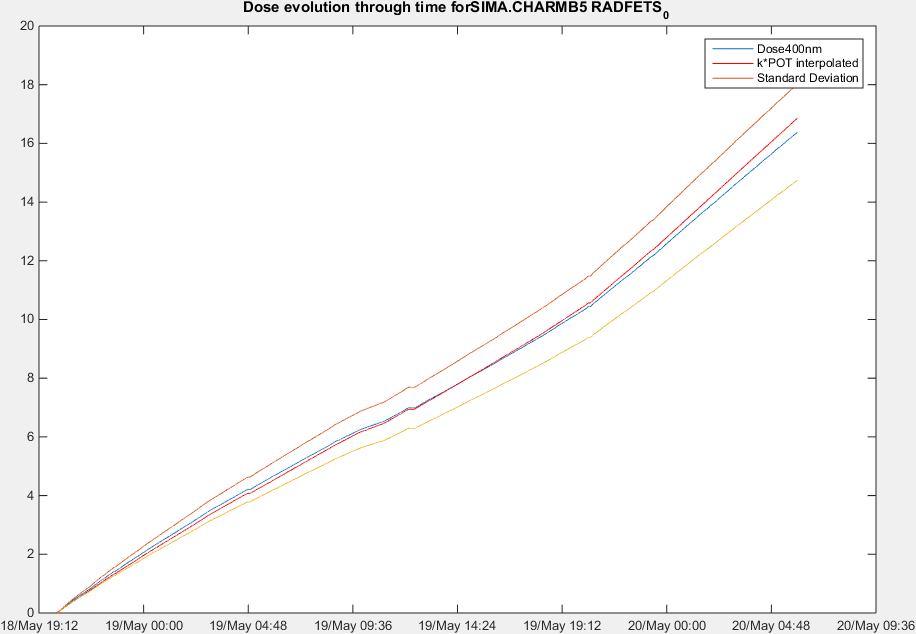 Dose evolution through time forSIMA.CHARMB5 RADFETS0
20
18
16
14
12
10
8
6
4
2
0
Dose400nm
k*POT interpolated
Standard Deviation
18/May 19:12 19/May 00:00 19/May 04:48 19/May 09:36 19/May 14:24 19/May 19:12 20/May 00:00 20/May 04:48 20/May 09:36